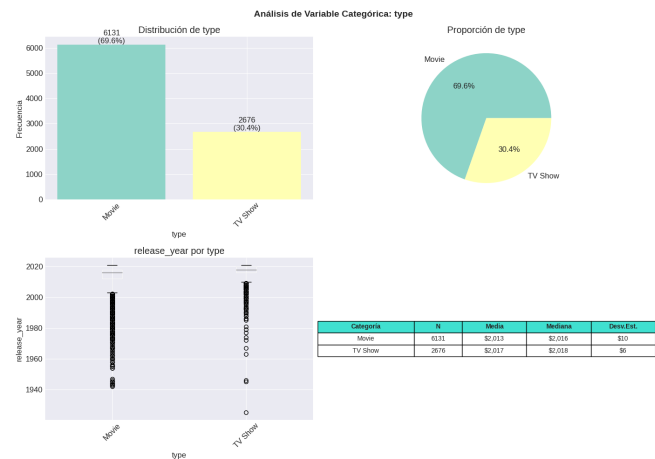 Análisis de Variable Categórica: type
Distribución de type
6131
(69.6%)
2676
(30.4%)
6000
5000
4000
3000
2000
1000
0
Frecuencia
Movie
TV Show
type
Proporción de type
Movie
69.6%
30.4%
TV Show
release_year por type
2020
2000
1980
1960
1940
release_year
Movie
TV Show
type
Categoría N Media Mediana Desv.Est.
Movie 6131 $2,013 $2,016 $10
TV Show 2676 $2,017 $2,018 $6